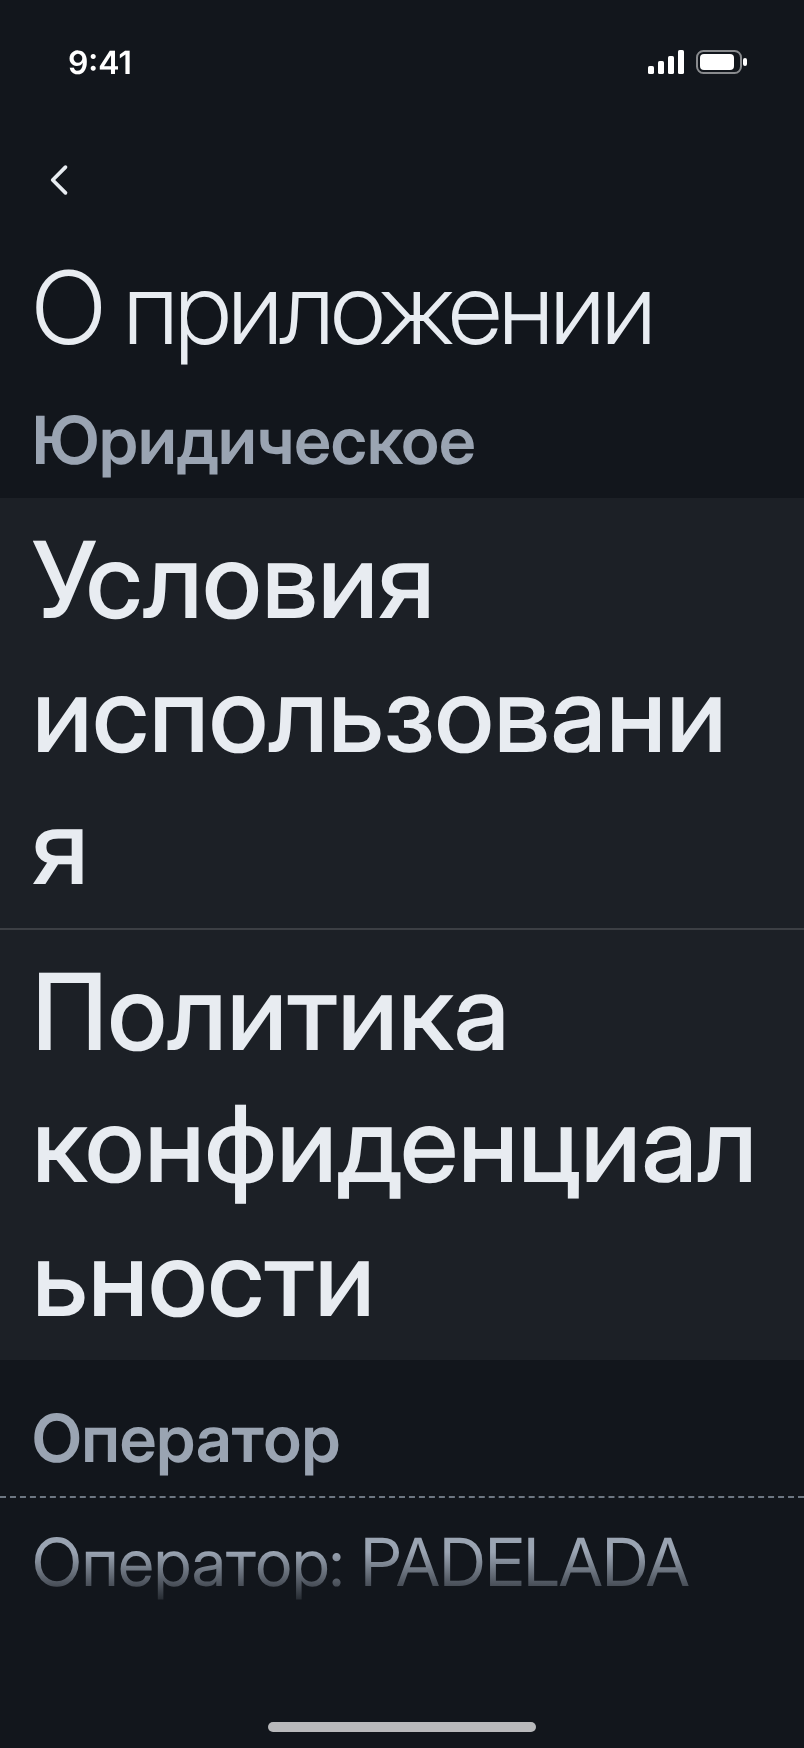 9:41
О приложении
Юридическое
Условия
использовани
я
Политика
конфиденциал
ьности
Оператор
Оператор: PADELADA